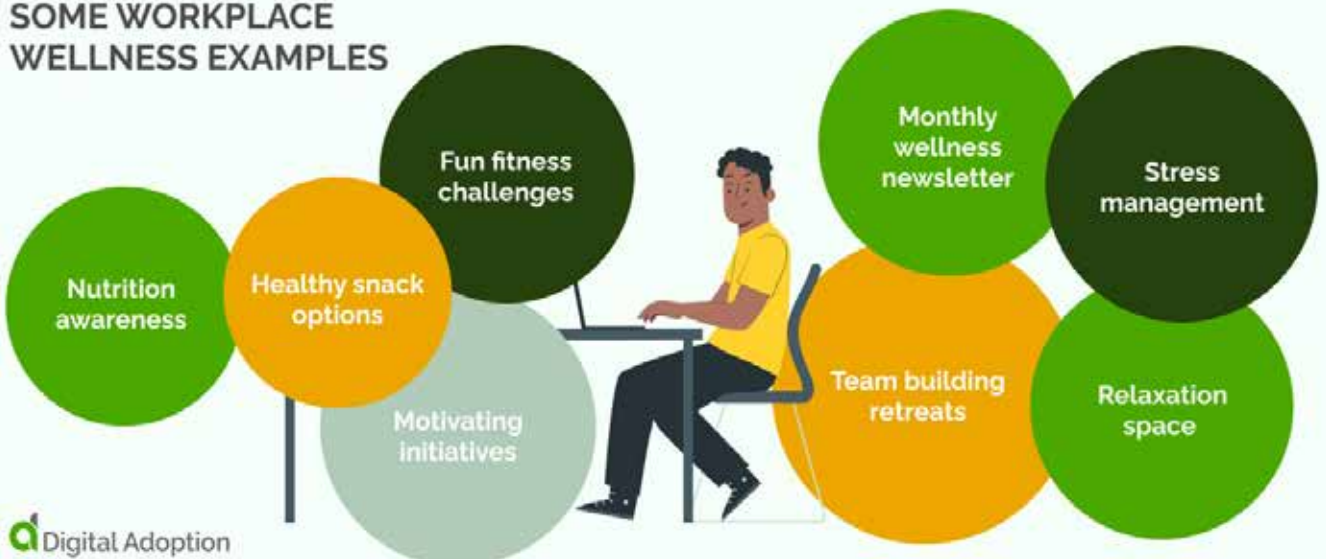 SOME WORKPLACE
WELLNESS EXAMPLES
Nutrition
awareness
Healthy snack
options
Fun fitness
challenges
Motivating
initiatives
Monthly
wellness
newsletter
Stress
management
Team building
retreats
Relaxation
space
Digital Adoption